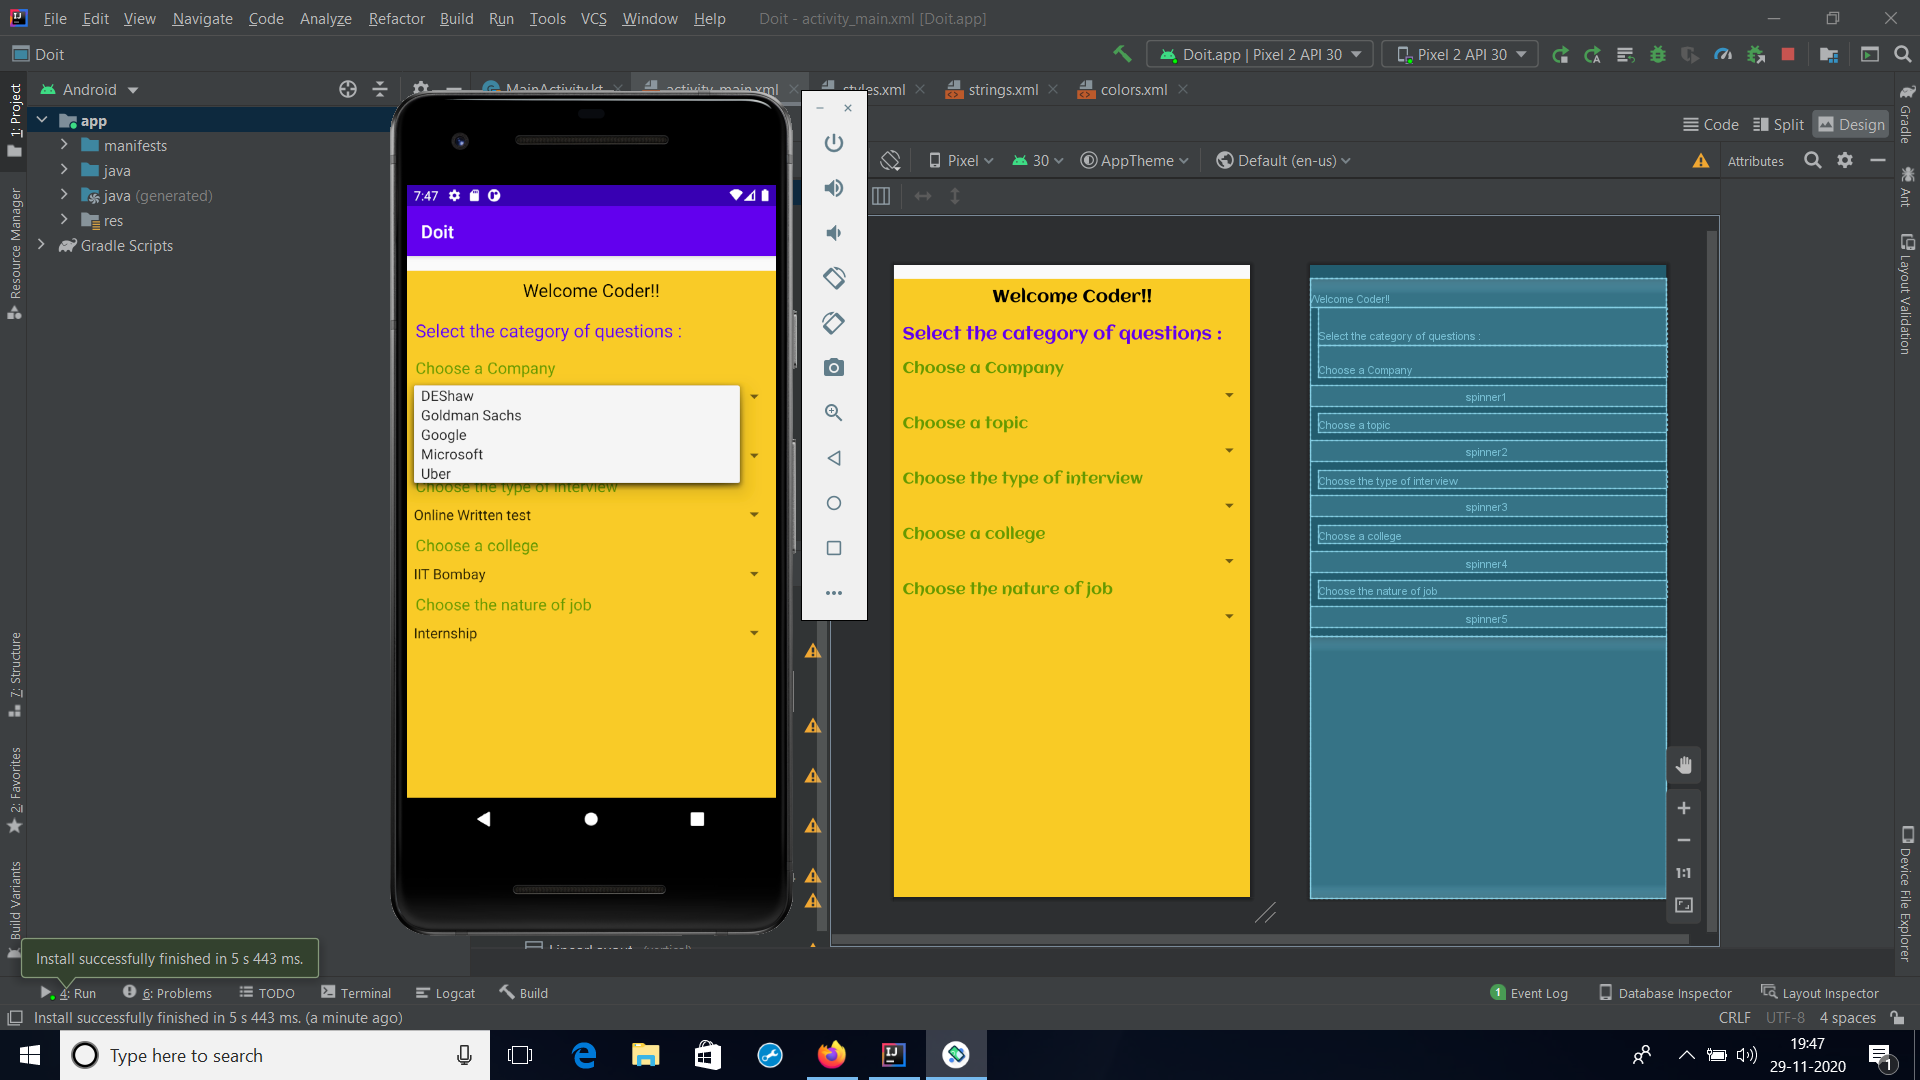 File Edit View Navigate Code Analyze Refactor Build Run Tools VCS Window Help Doit - activity_main.xml [Doit.app]
Doit
Doit.app | Pixel 2 API 30
Pixel 2 API 30
Android
MainActivity.kt
activity_main.xml
styles.xml
strings.xml
colors.xml
1: Project
Resource Manager
7: Structure
2: Favorites
Build Variants
app
manifests
java
java (generated)
res
Gradle Scripts
Code
Split
Design
Pixel
30
AppTheme
Default (en-us)
Attributes
Gradle
Ant
Layout Validation
Device File Explorer
7:47
Doit
Welcome Coder!!
Select the category of questions :
Choose a Company
DEShaw
Goldman Sachs
Google
Microsoft
Uber
Choose the type of interview
Online Written test
Choose a college
IIT Bombay
Choose the nature of job
Internship
Welcome Coder!!
Select the category of questions :
Choose a Company
Choose a topic
Choose the type of interview
Choose a college
Choose the nature of job
Welcome Coder!!
Select the category of questions :
Choose a Company
spinner1
Choose a topic
spinner2
Choose the type of interview
spinner3
Choose a college
spinner4
Choose the nature of job
spinner5
1:1
LinearLayout (vertical)
Install successfully finished in 5 s 443 ms.
4: Run
6: Problems
TODO
Terminal
Logcat
Build
1 Event Log
Database Inspector
Layout Inspector
Install successfully finished in 5 s 443 ms. (a minute ago)
CRLF UTF-8 4 spaces
Type here to search
19:47
29-11-2020
1